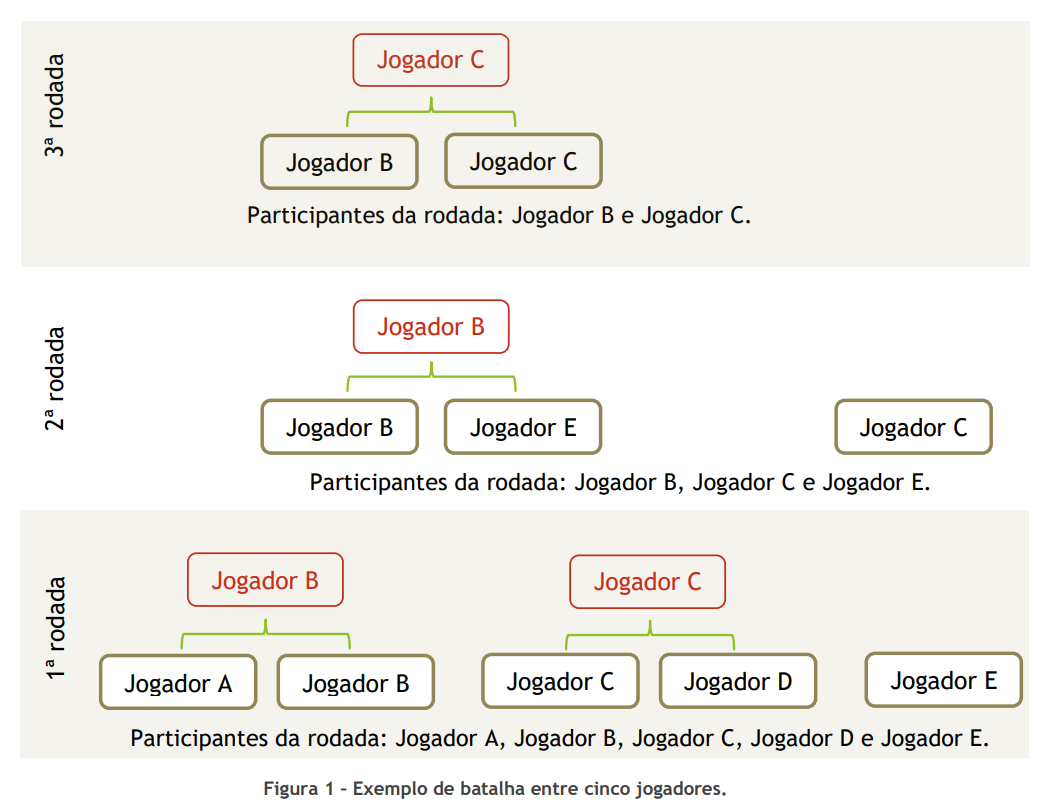 3ª rodada
Jogador C
Jogador B
Jogador C
Participantes da rodada: Jogador B e Jogador C.
2ª rodada
Jogador B
Jogador B
Jogador E
Jogador C
Participantes da rodada: Jogador B, Jogador C e Jogador E.
1ª rodada
Jogador B
Jogador C
Jogador A
Jogador B
Jogador C
Jogador D
Jogador E
Participantes da rodada: Jogador A, Jogador B, Jogador C, Jogador D e Jogador E.
Figura 1 – Exemplo de batalha entre cinco jogadores.